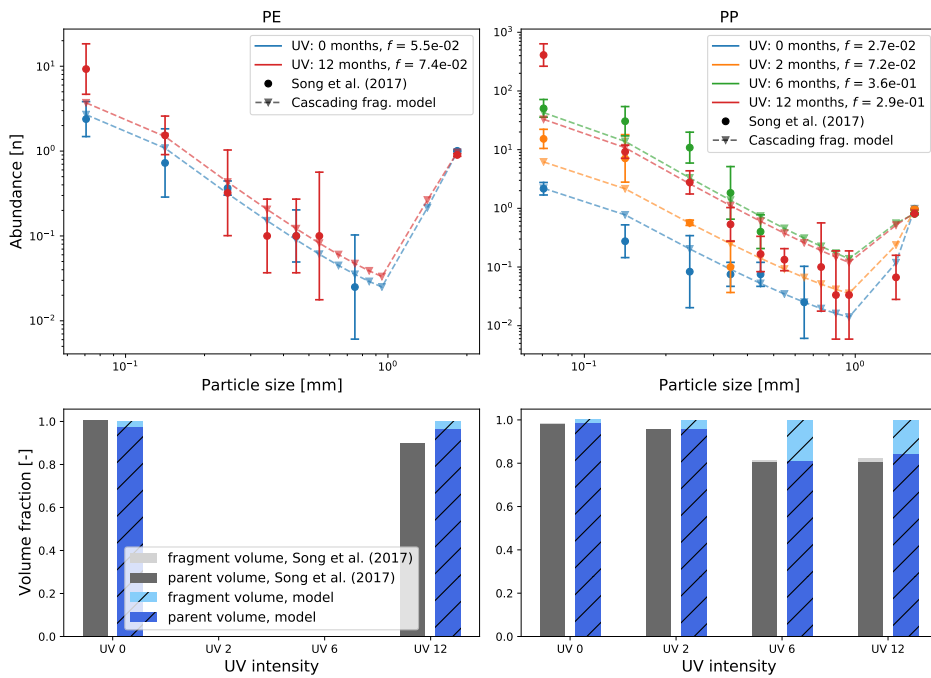 PE
UV: 0 months, f = 5.5e-02
UV: 12 months, f = 7.4e-02
Song et al. (2017)
Cascading frag. model
Abundance [n]
10¹
10⁰
10⁻¹
10⁻²
10⁻¹
10⁰
Particle size [mm]
PP
UV: 0 months, f = 2.7e-02
UV: 2 months, f = 7.2e-02
UV: 6 months, f = 3.6e-01
UV: 12 months, f = 2.9e-01
Song et al. (2017)
Cascading frag. model
10³
10²
10¹
10⁰
10⁻¹
10⁻²
10⁻¹
10⁰
Particle size [mm]
Volume fraction [-]
1.0
0.8
0.6
0.4
0.2
0.0
fragment volume, Song et al. (2017)
parent volume, Song et al. (2017)
fragment volume, model
parent volume, model
UV 0
UV 2
UV 6
UV 12
UV intensity
1.0
0.8
0.6
0.4
0.2
0.0
UV 0
UV 2
UV 6
UV 12
UV intensity